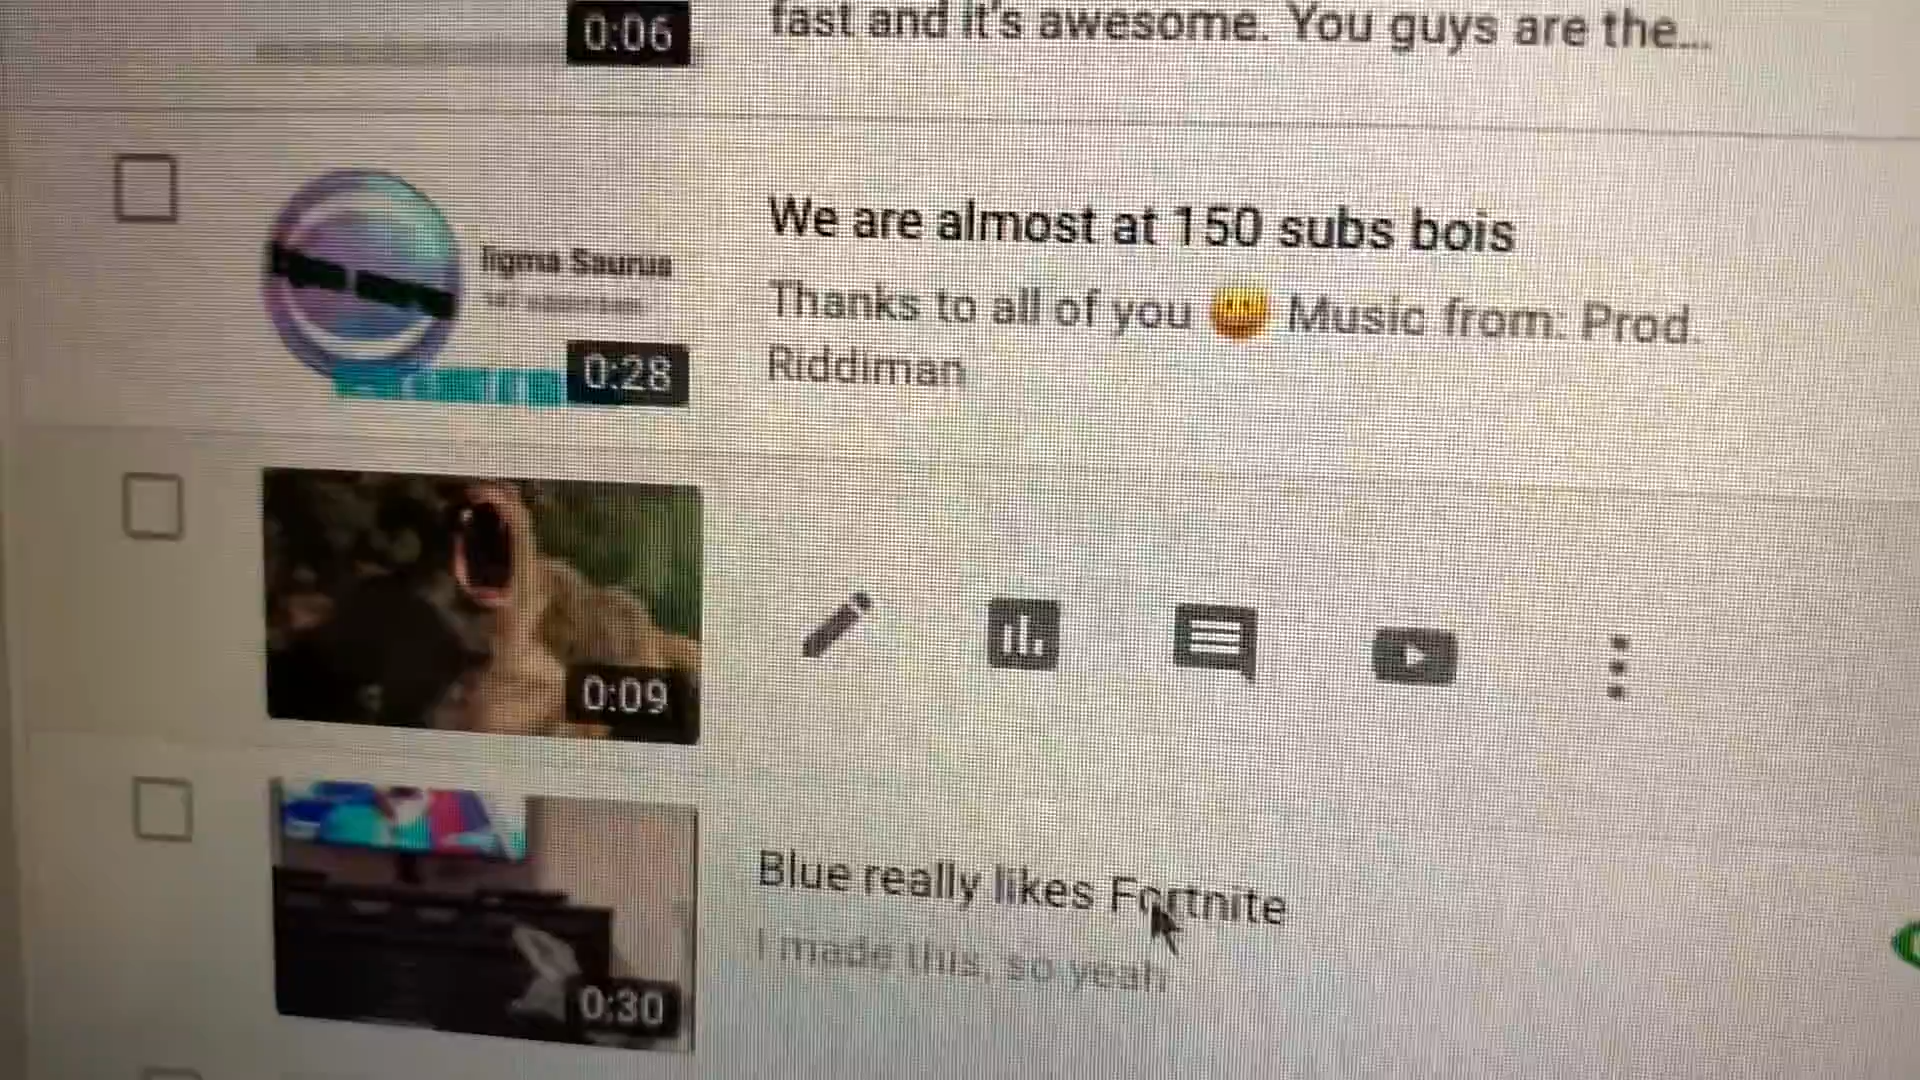 0:06
fast and it's awesome. You guys are the...
We are almost at 150 subs bois
Saurus
Thanks to all of you 😀 Music from: Prod.
Riddiman
0:28
0:09
Blue really likes Fortnite
I made this, so yeah
0:30